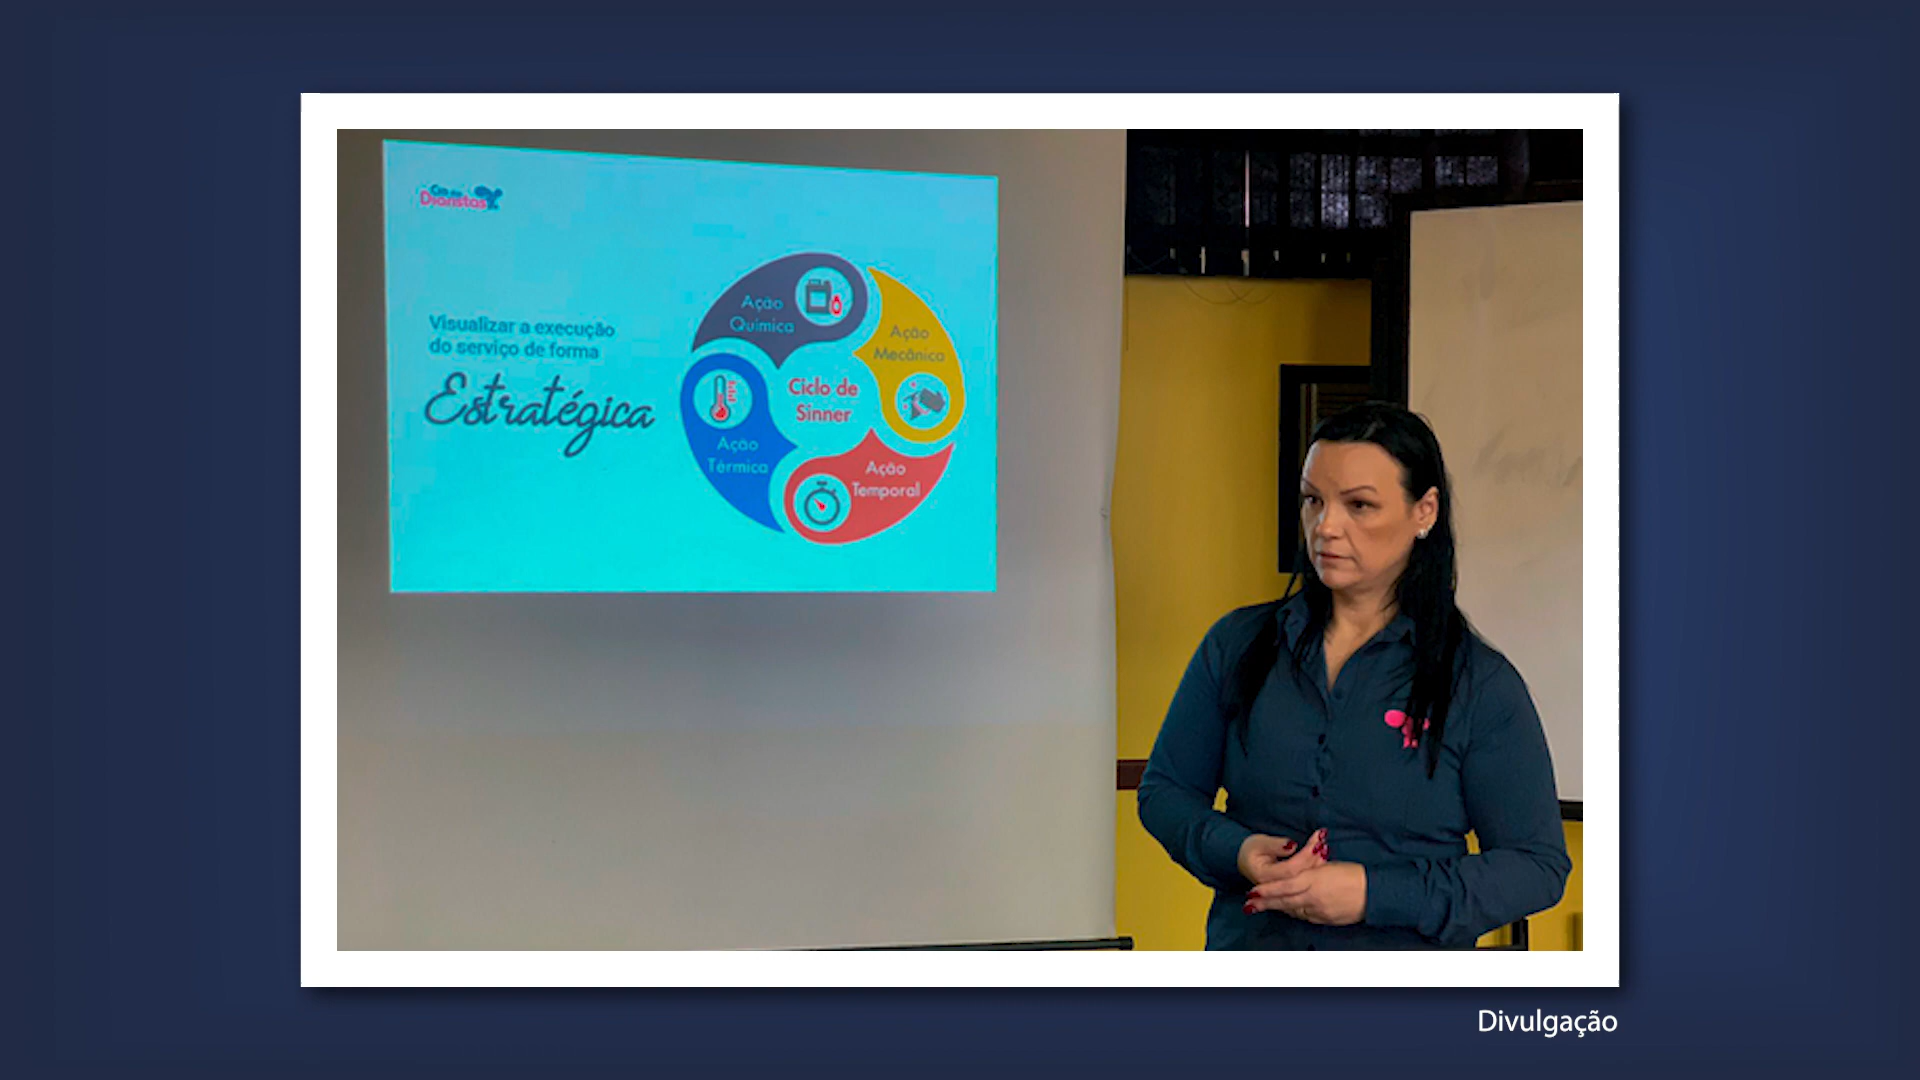 Cia das
Diaristas
Visualizar a execução
do serviço de forma
Estratégica
Ação
Química
Ação
Mecânica
Ciclo de
Sinner
Ação
Térmica
Ação
Temporal
Divulgação